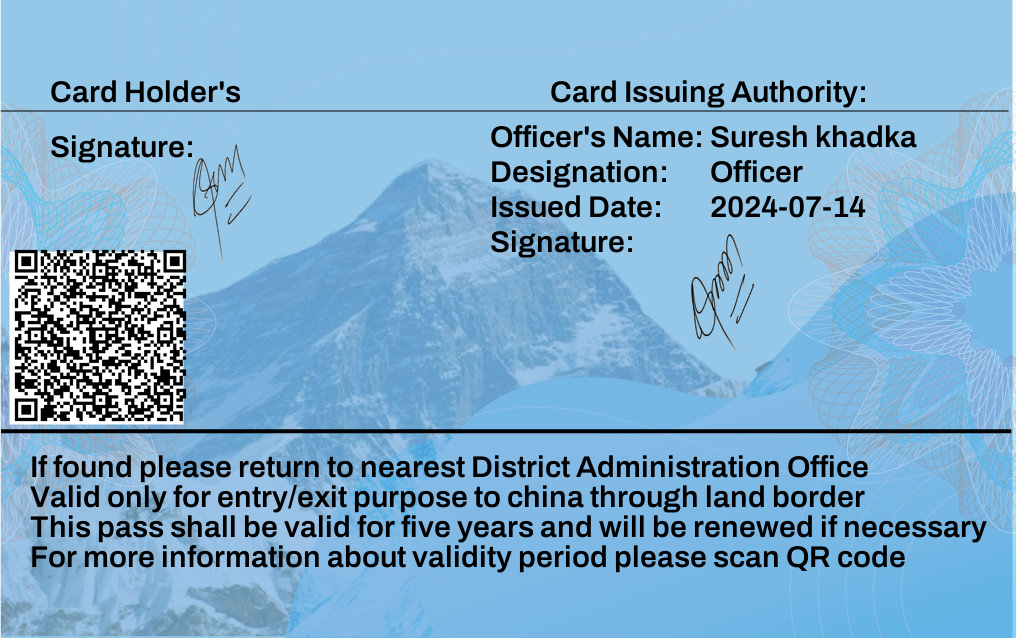 Card Holder's
Signature:
Card Issuing Authority:
Officer's Name: Suresh khadka
Designation: Officer
Issued Date: 2024-07-14
Signature:
If found please return to nearest District Administration Office
Valid only for entry/exit purpose to china through land border
This pass shall be valid for five years and will be renewed if necessary
For more information about validity period please scan QR code